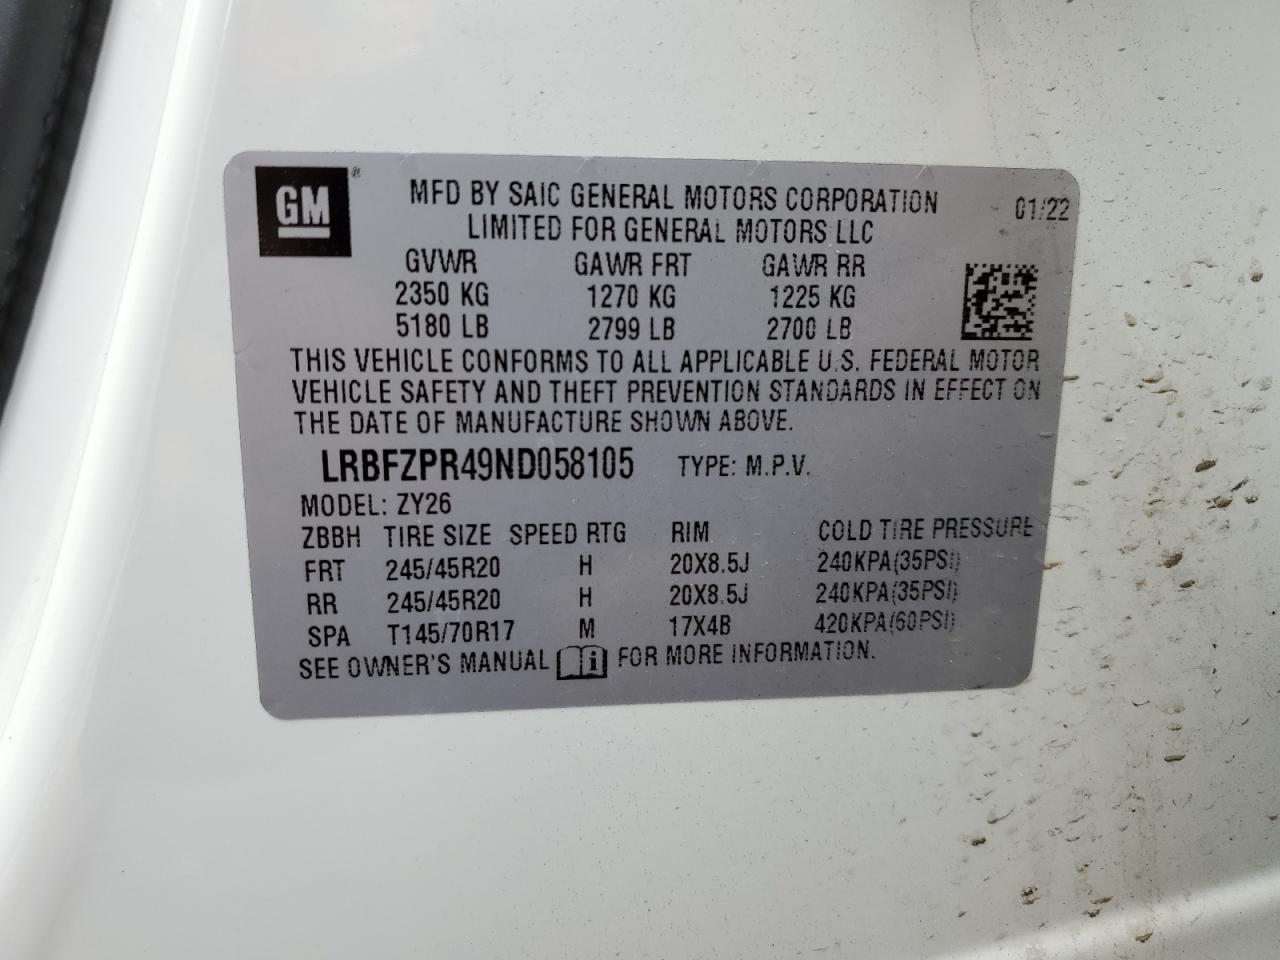 GM ®
MFD BY SAIC GENERAL MOTORS CORPORATION 01/22
LIMITED FOR GENERAL MOTORS LLC
GVWR GAWR FRT GAWR RR
2350 KG 1270 KG 1225 KG
5180 LB 2799 LB 2700 LB
THIS VEHICLE CONFORMS TO ALL APPLICABLE U.S. FEDERAL MOTOR
VEHICLE SAFETY AND THEFT PREVENTION STANDARDS IN EFFECT ON
THE DATE OF MANUFACTURE SHOWN ABOVE.
LRBFZPR49ND058105 TYPE: M.P.V.
MODEL: ZY26
ZBBH TIRE SIZE SPEED RTG RIM COLD TIRE PRESSURE
FRT 245/45R20 H 20X8.5J 240KPA(35PSI)
RR 245/45R20 H 20X8.5J 240KPA(35PSI)
SPA T145/70R17 M 17X4B 420KPA(60PSI)
SEE OWNER'S MANUAL i FOR MORE INFORMATION.